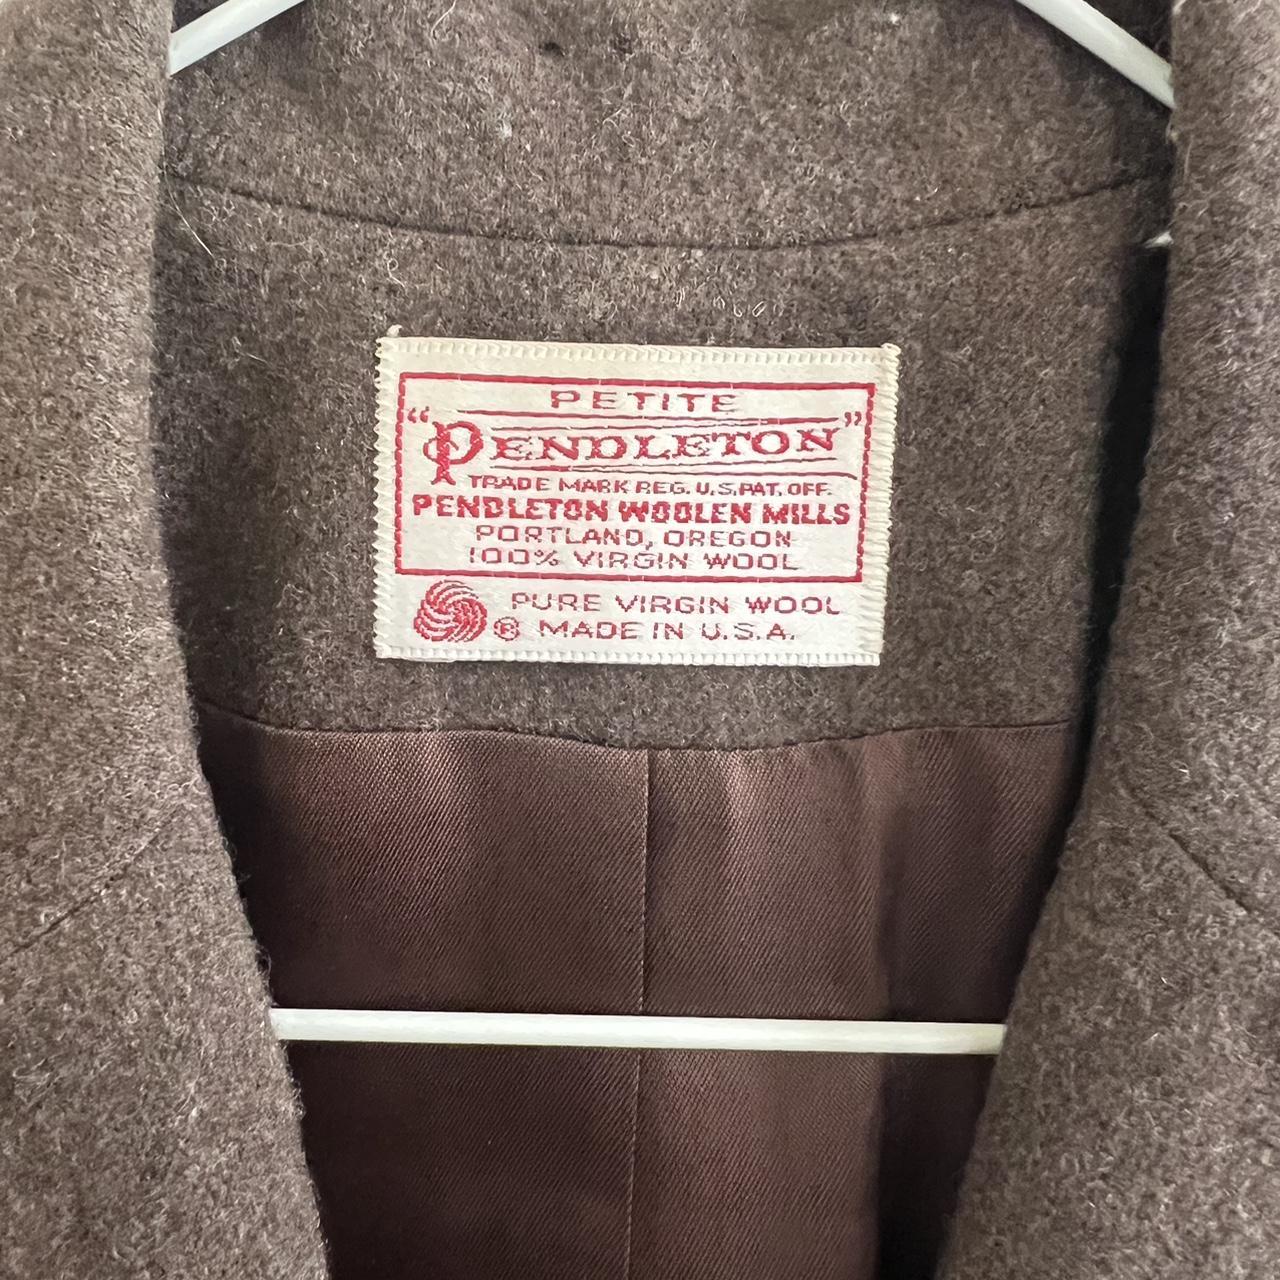 PETITE
"PENDLETON"
TRADE MARK REG. U.S. PAT. OFF.
PENDLETON WOOLEN MILLS
PORTLAND, OREGON
100% VIRGIN WOOL
PURE VIRGIN WOOL
® MADE IN U.S.A.